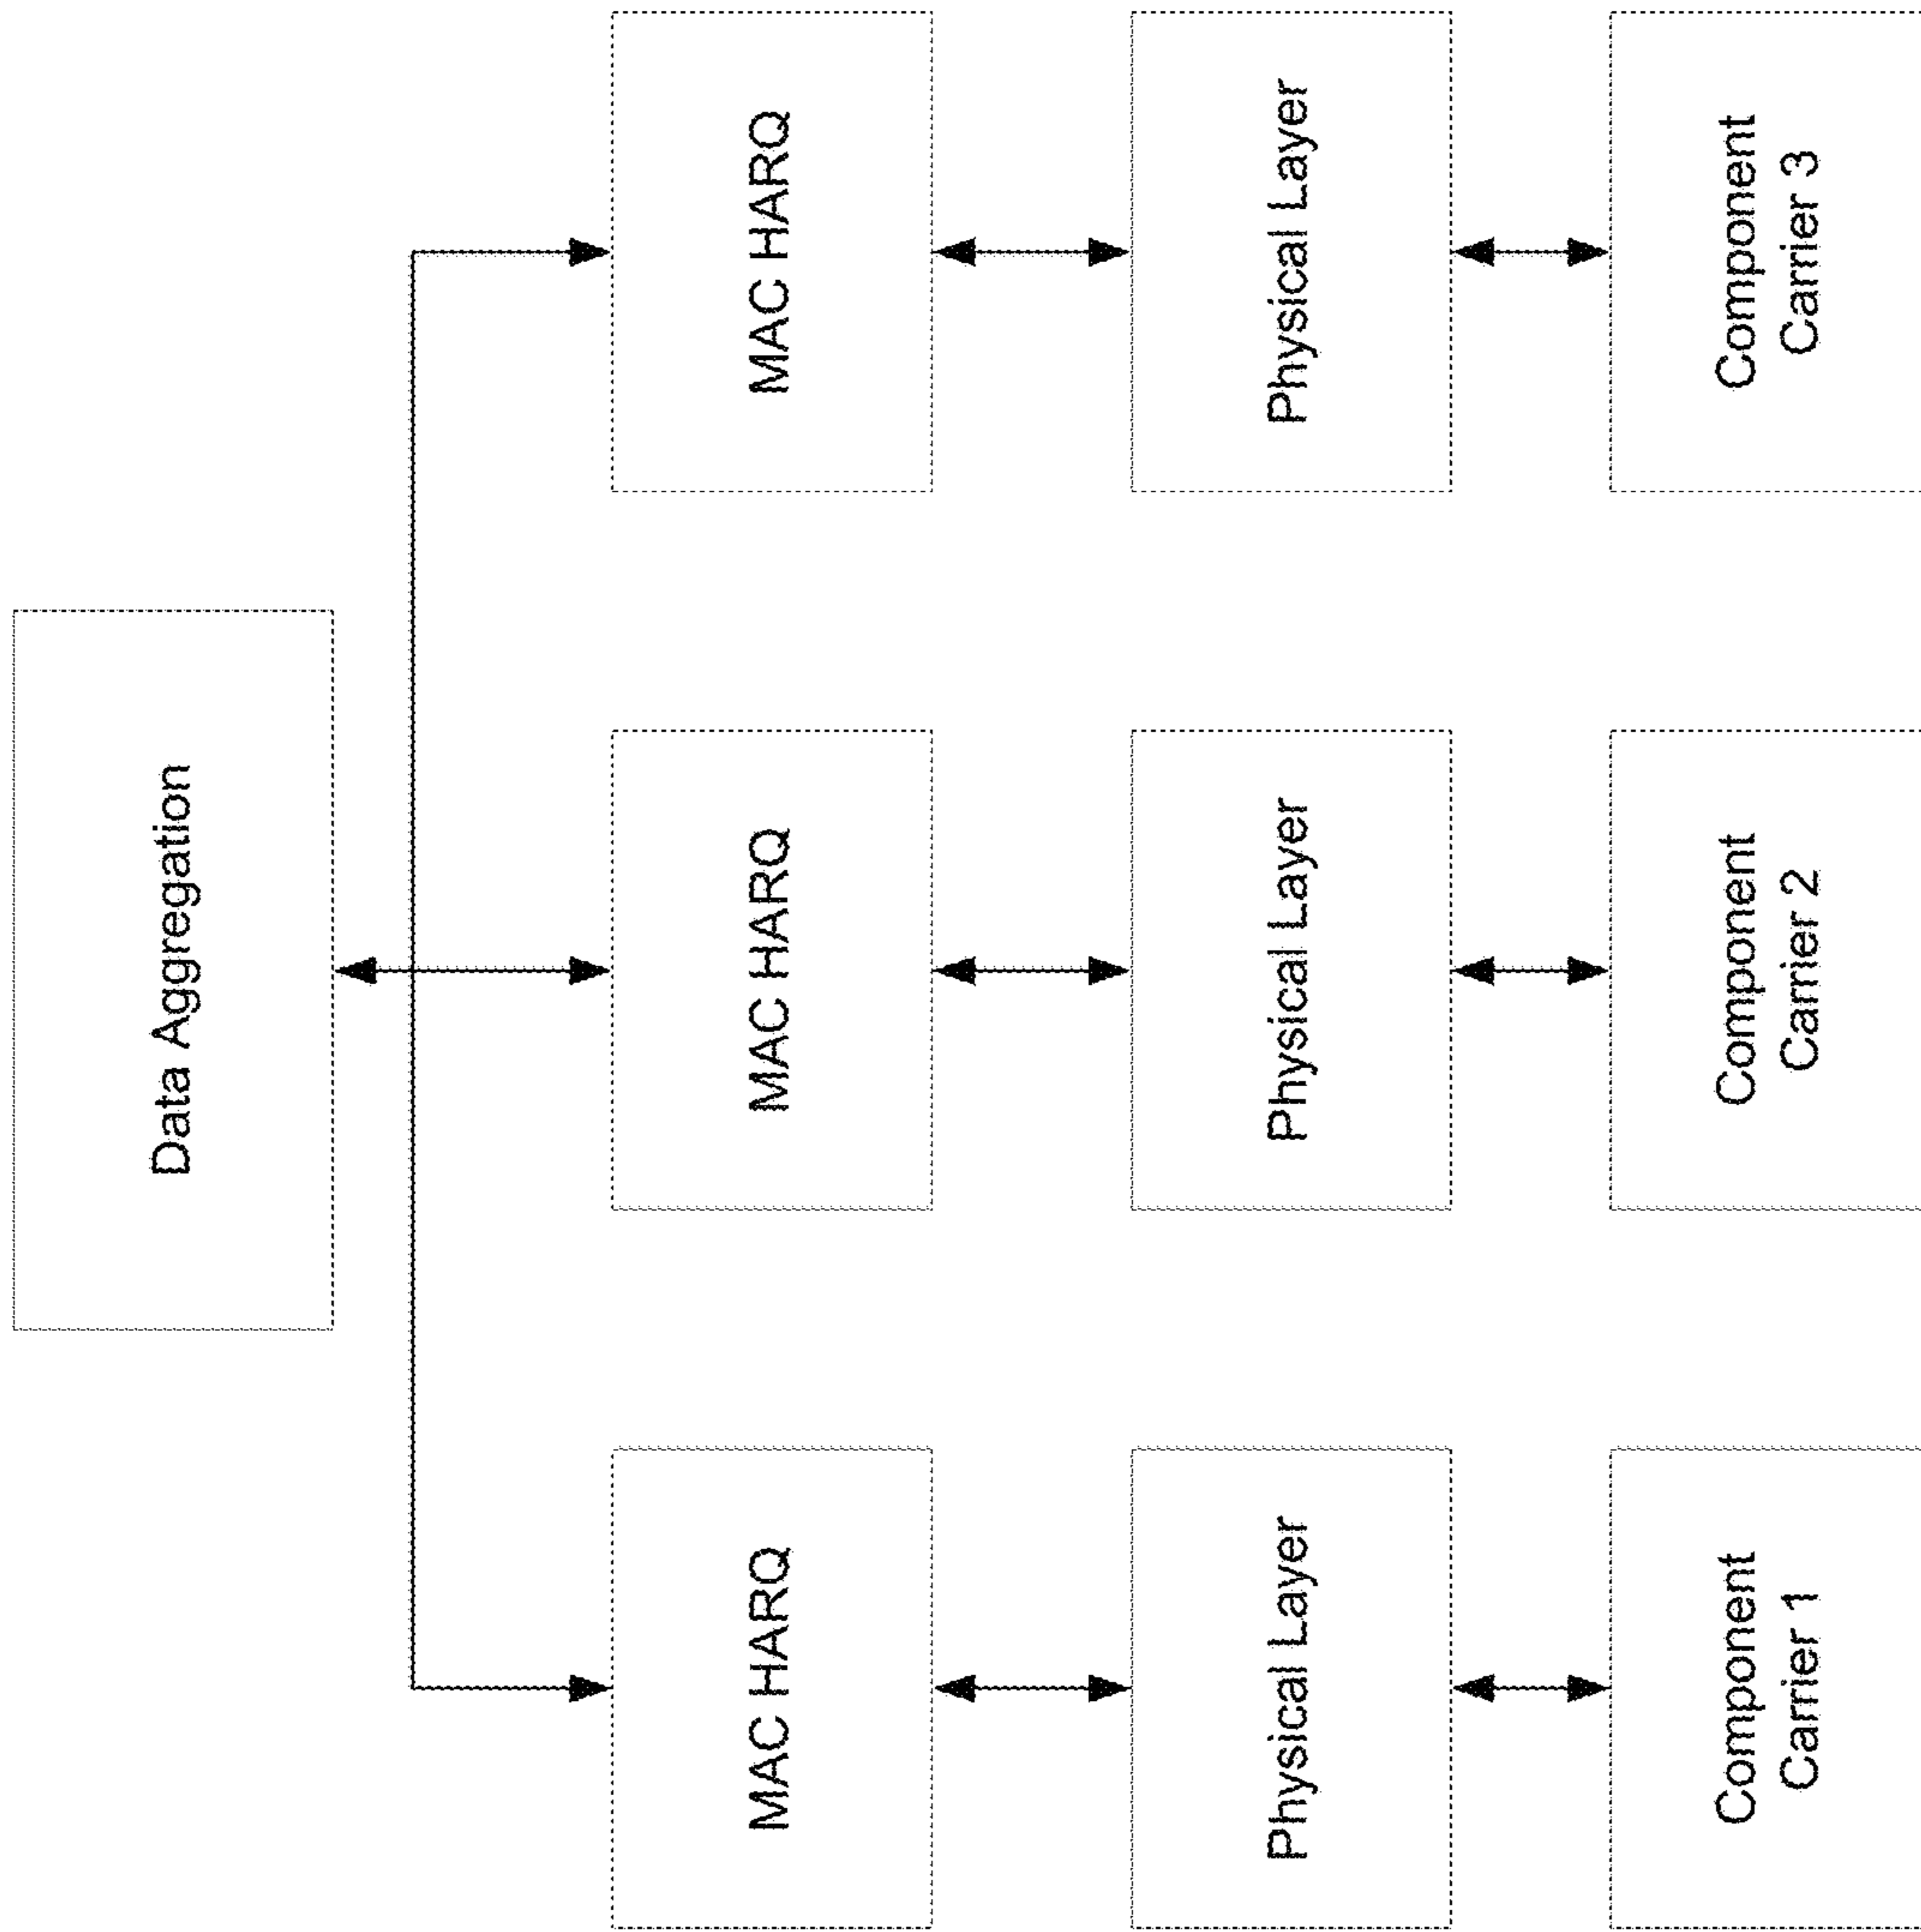 Data Aggregation
MAC HARQ
MAC HARQ
MAC HARQ
Physical Layer
Physical Layer
Physical Layer
Component
Carrier 1
Component
Carrier 2
Component
Carrier 3